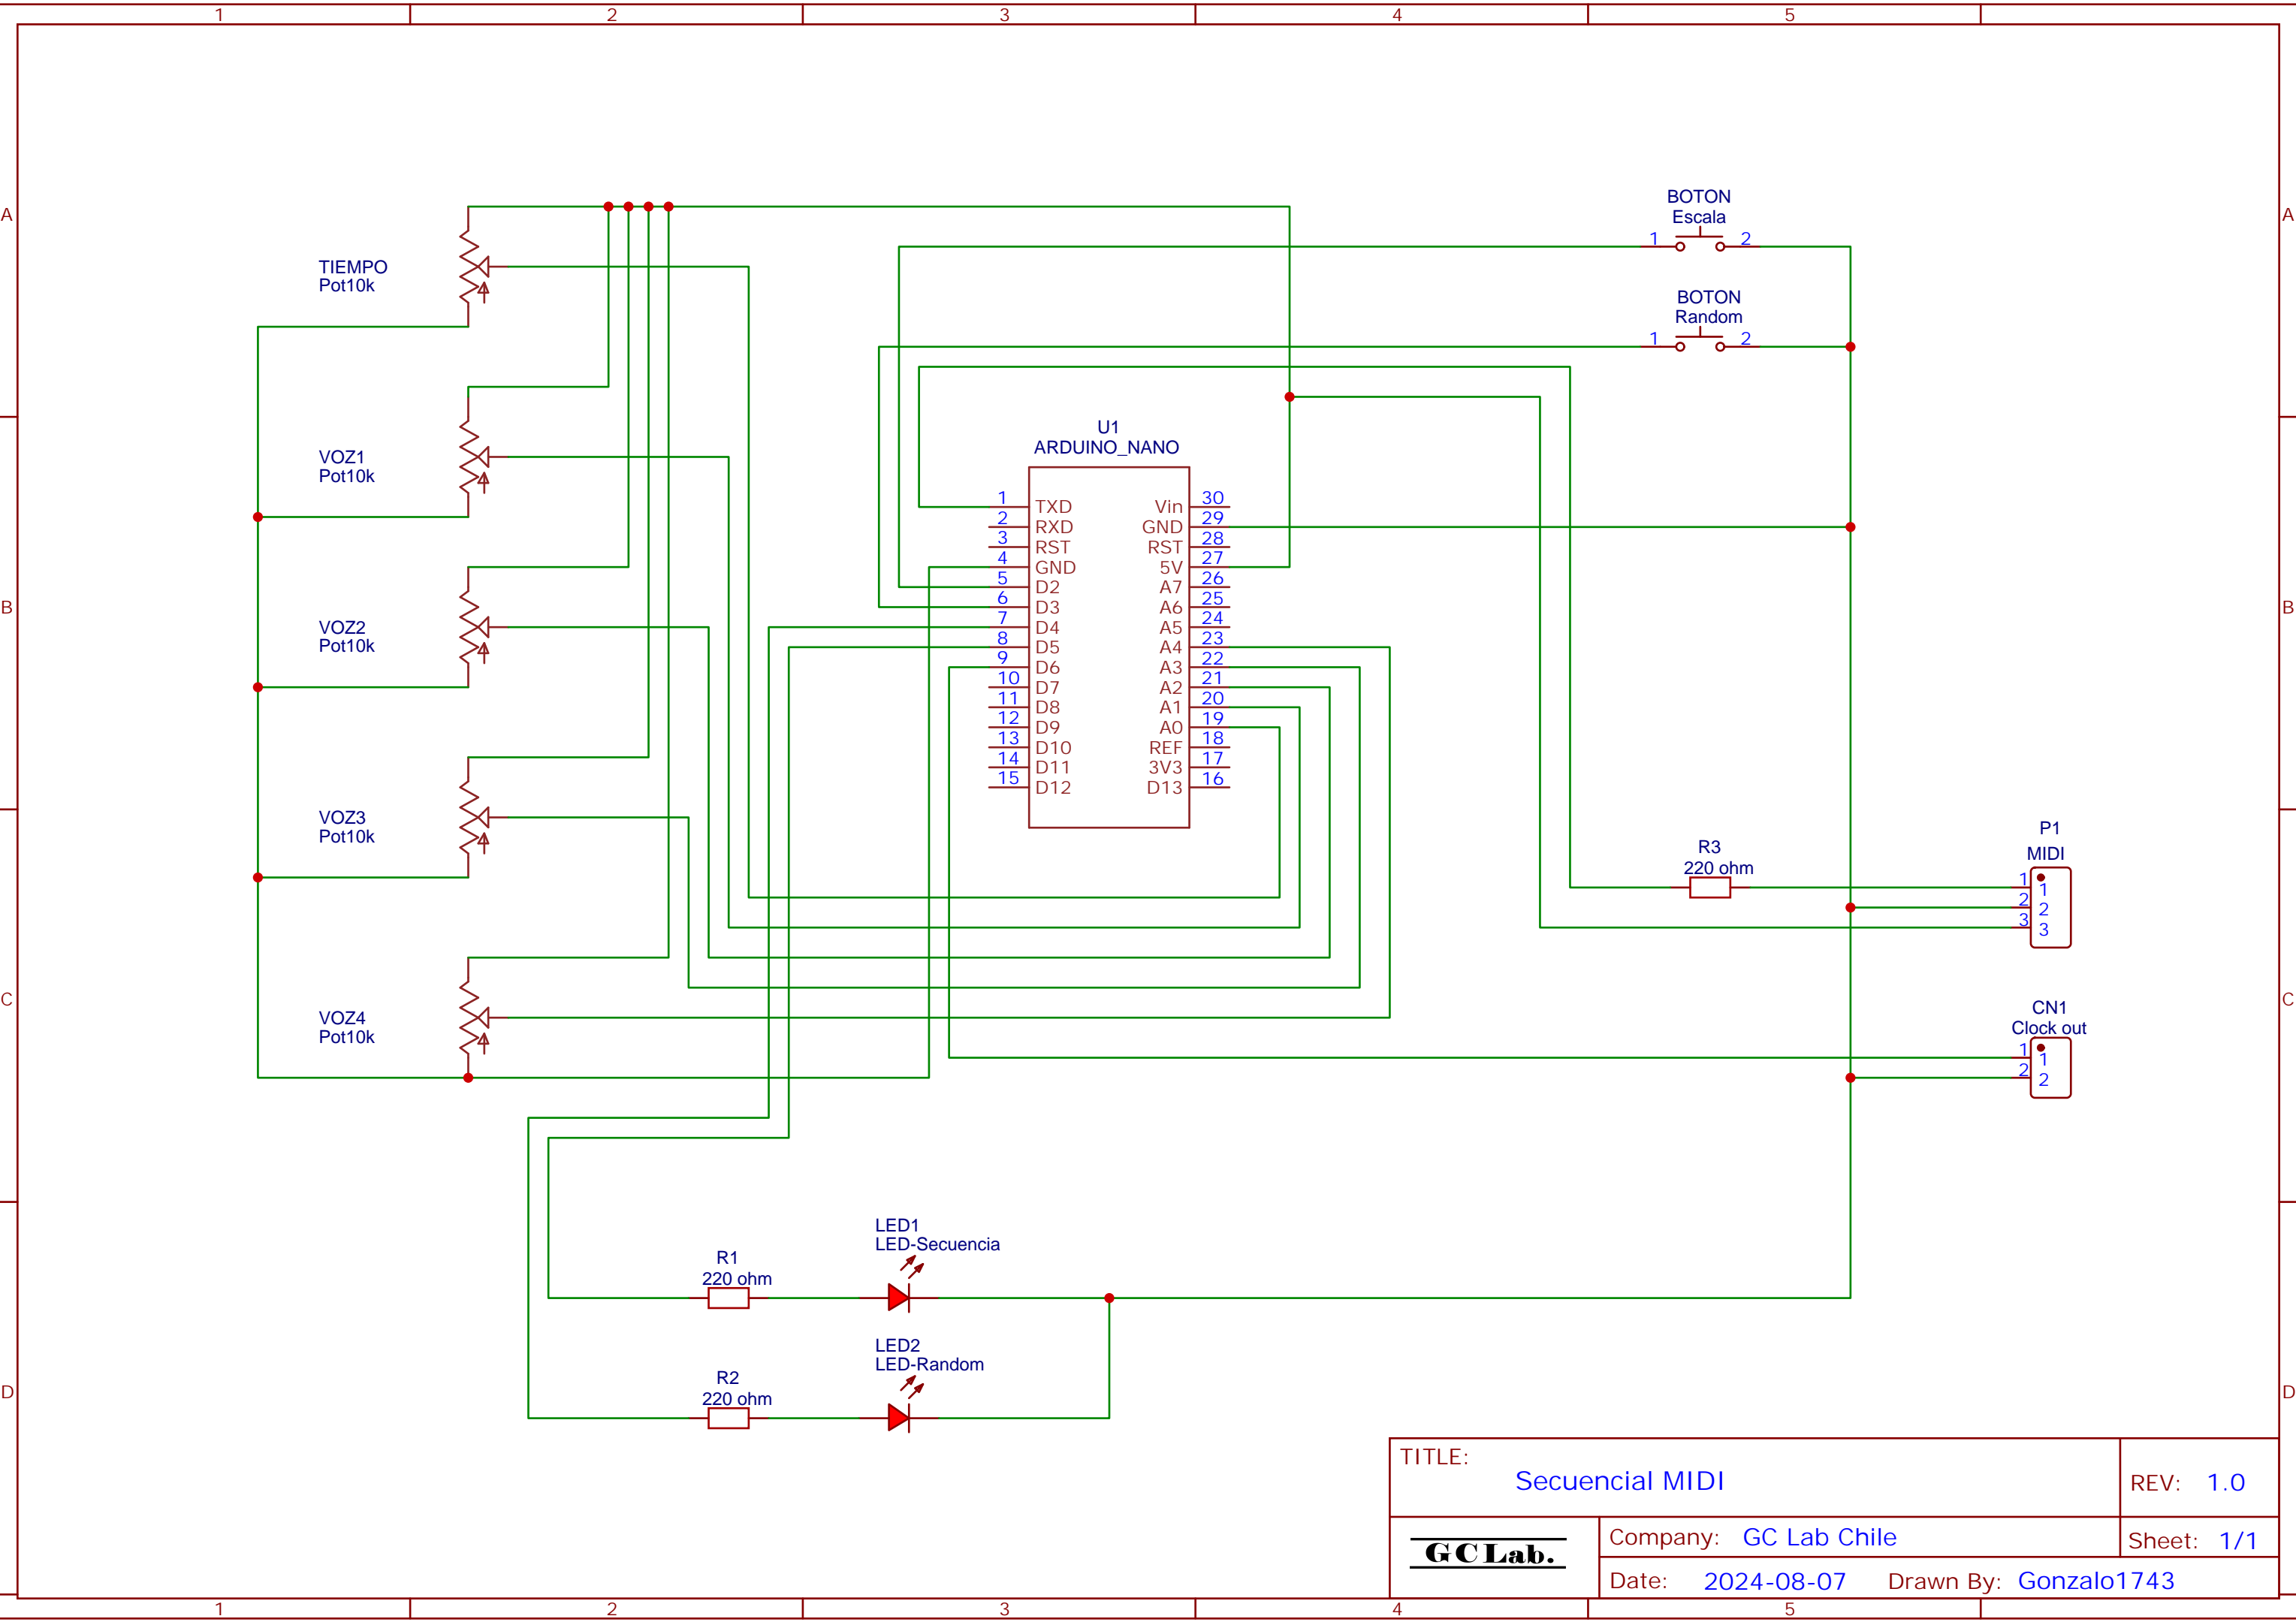 1 2 3 4 5
A A
B B
C C
D D
TIEMPO
Pot10k
VOZ1
Pot10k
VOZ2
Pot10k
VOZ3
Pot10k
VOZ4
Pot10k
BOTON
Escala
1 2
BOTON
Random
1 2
U1
ARDUINO_NANO
1 TXD Vin 30
2 RXD GND 29
3 RST RST 28
4 GND 5V 27
5 D2 A7 26
6 D3 A6 25
7 D4 A5 24
8 D5 A4 23
9 D6 A3 22
10 D7 A2 21
11 D8 A1 20
12 D9 A0 19
13 D10 REF 18
14 D11 3V3 17
15 D12 D13 16
R3
220 ohm
P1
MIDI
1 1
2 2
3 3
CN1
Clock out
1 1
2 2
LED1
LED-Secuencia
R1
220 ohm
LED2
LED-Random
R2
220 ohm
TITLE:
Secuencial MIDI
REV: 1.0
GCLab.
Company: GC Lab Chile
Sheet: 1/1
Date: 2024-08-07 Drawn By: Gonzalo1743
1 2 3 4 5